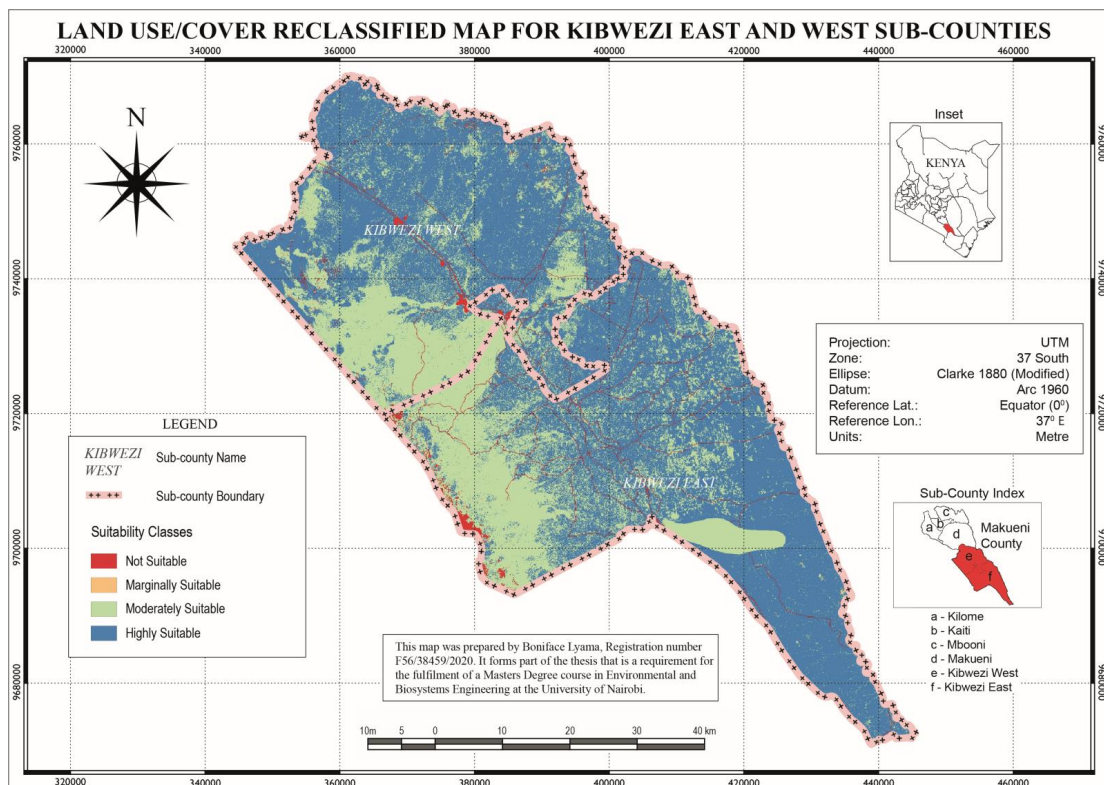 LAND USE/COVER RECLASSIFIED MAP FOR KIBWEZI EAST AND WEST SUB-COUNTIES
320000 340000 360000 380000 400000 420000 440000 460000
N
9760000
9740000
9720000
9700000
9680000
9760000
9740000
9720000
9700000
9680000
KIBWEZI WEST
KIBWEZI EAST
Inset
KENYA
Projection: UTM
Zone: 37 South
Ellipse: Clarke 1880 (Modified)
Datum: Arc 1960
Reference Lat.: Equator (0⁰)
Reference Lon.: 37⁰ E
Units: Metre
LEGEND
KIBWEZI
WEST
Sub-county Name
Sub-county Boundary
Suitability Classes
Not Suitable
Marginally Suitable
Moderately Suitable
Highly Suitable
Sub-County Index
Makueni
County
a
b
c
d
e
f
a - Kilome
b - Kaiti
c - Mbooni
d - Makueni
e - Kibwezi West
f - Kibwezi East
This map was prepared by Boniface Lyama, Registration number
F56/38459/2020. It forms part of the thesis that is a requirement for
the fulfilment of a Masters Degree course in Environmental and
Biosystems Engineering at the University of Nairobi.
10m 5 0 10 20 30 40 km
320000 340000 360000 380000 400000 420000 440000 460000